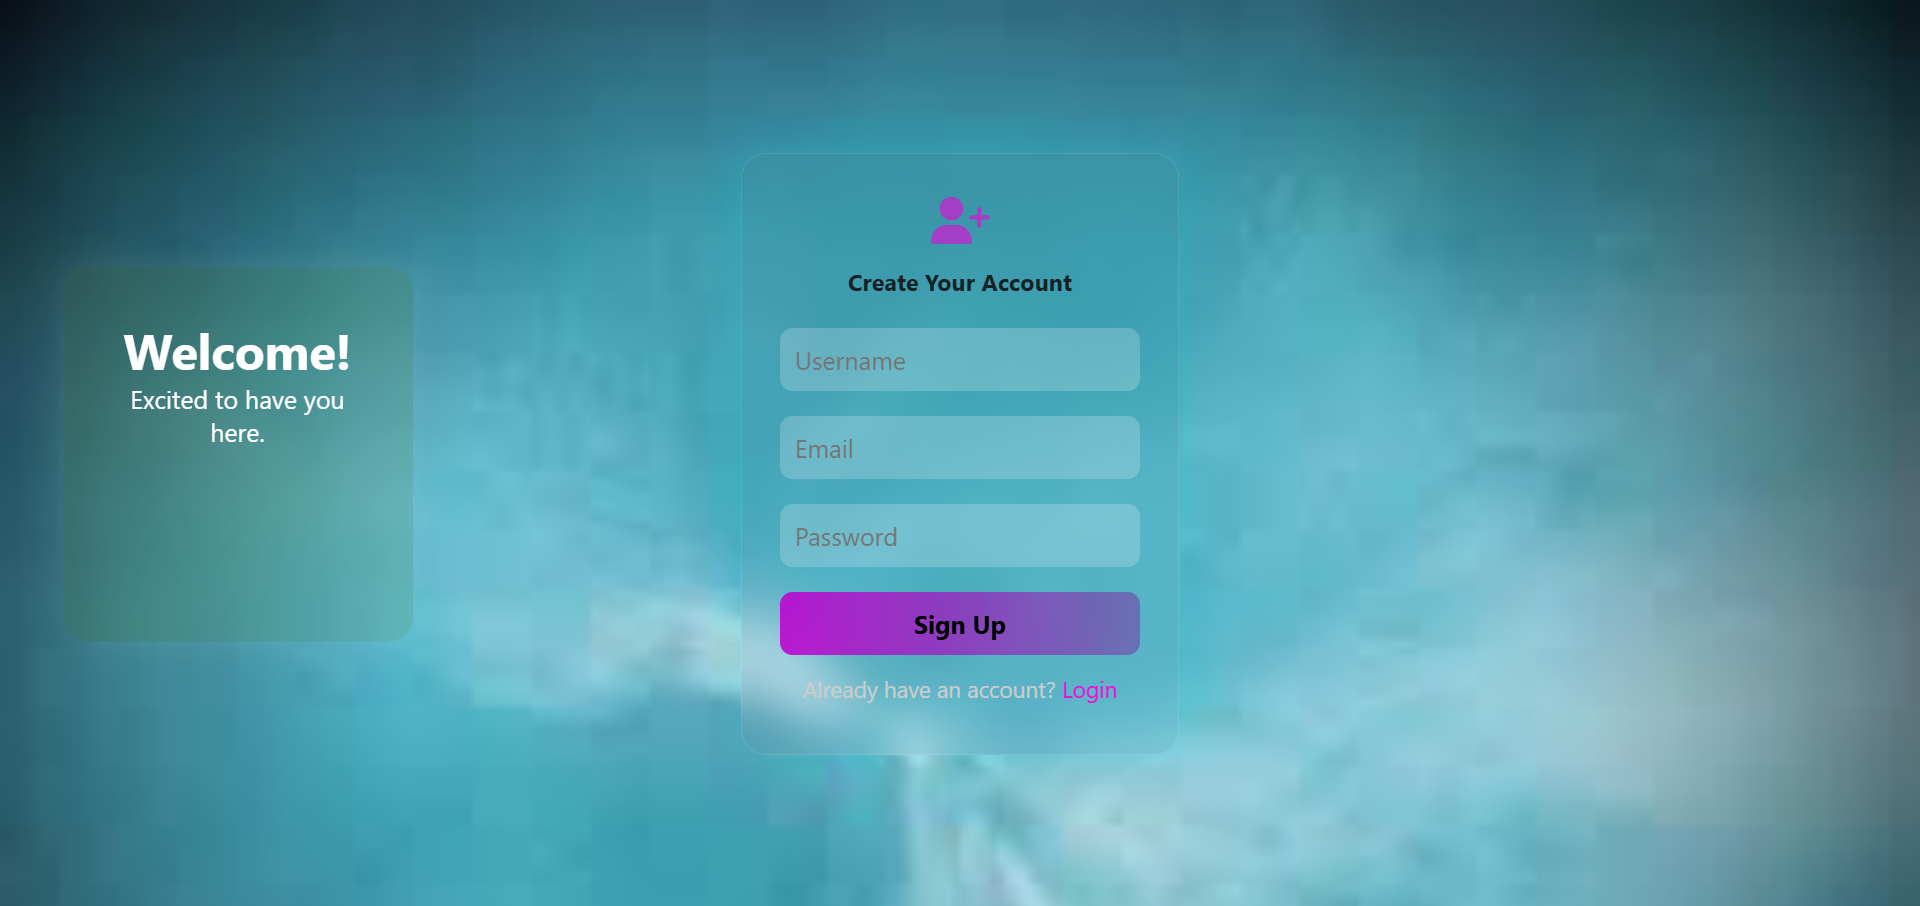 Welcome!
Excited to have you
here.
Create Your Account
Username
Email
Password
Sign Up
Already have an account? Login